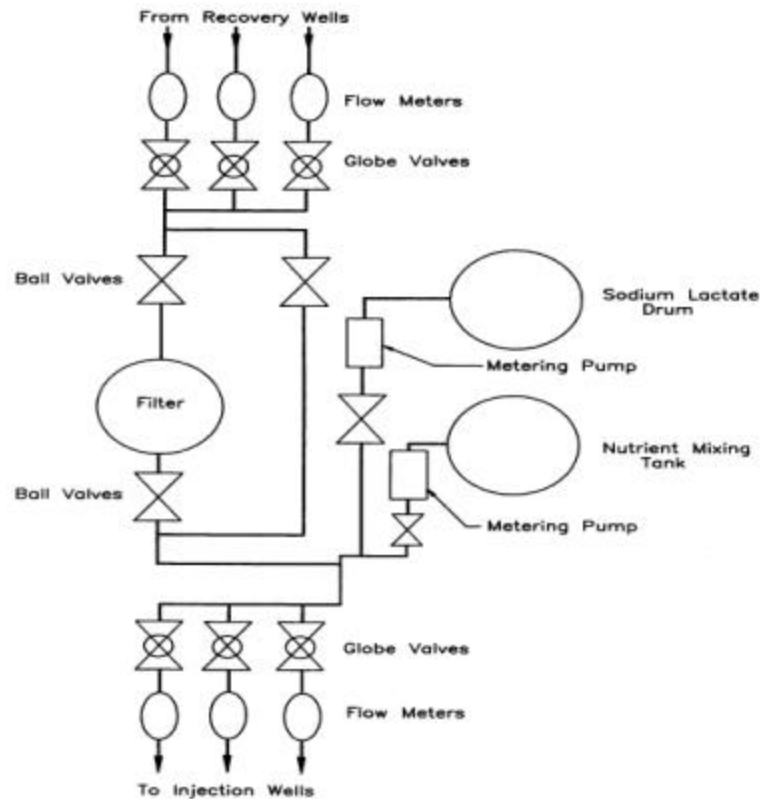 From Recovery Wells
Flow Meters
Globe Valves
Ball Valves
Sodium Lactate
Drum
Metering Pump
Filter
Nutrient Mixing
Tank
Ball Valves
Metering Pump
Globe Valves
Flow Meters
To Injection Wells